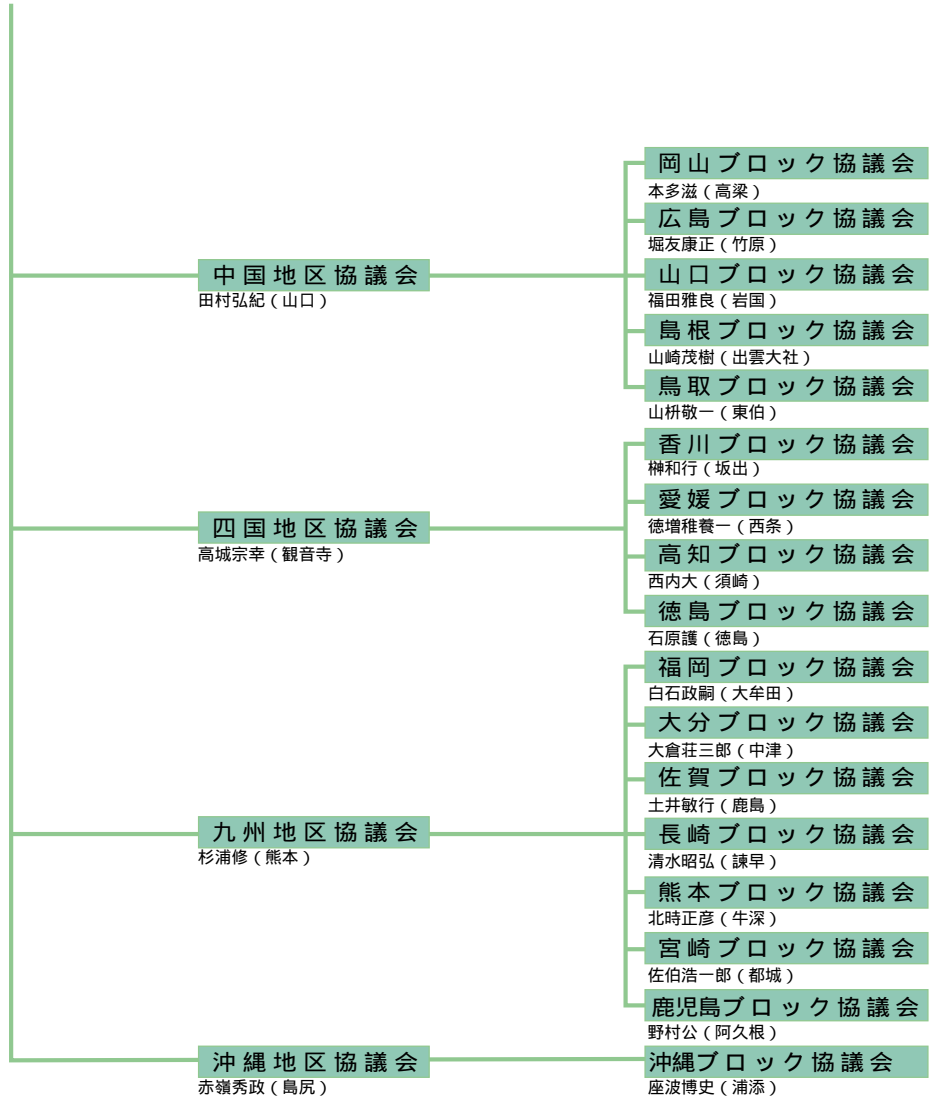 岡山ブロック協議会
本多滋（高梁）
広島ブロック協議会
堀友康正（竹原）
中国地区協議会
田村弘紀（山口）
山口ブロック協議会
福田雅良（岩国）
島根ブロック協議会
山崎茂樹（出雲大社）
鳥取ブロック協議会
山枡敬一（東伯）
香川ブロック協議会
榊和行（坂出）
愛媛ブロック協議会
徳増稚養一（西条）
四国地区協議会
高城宗幸（観音寺）
高知ブロック協議会
西内大（須崎）
徳島ブロック協議会
石原護（徳島）
福岡ブロック協議会
白石政嗣（大牟田）
大分ブロック協議会
大倉荘三郎（中津）
佐賀ブロック協議会
土井敏行（鹿島）
九州地区協議会
杉浦修（熊本）
長崎ブロック協議会
清水昭弘（諫早）
熊本ブロック協議会
北時正彦（牛深）
宮崎ブロック協議会
佐伯浩一郎（都城）
鹿児島ブロック協議会
野村公（阿久根）
沖縄地区協議会
赤嶺秀政（島尻）
沖縄ブロック協議会
座波博史（浦添）